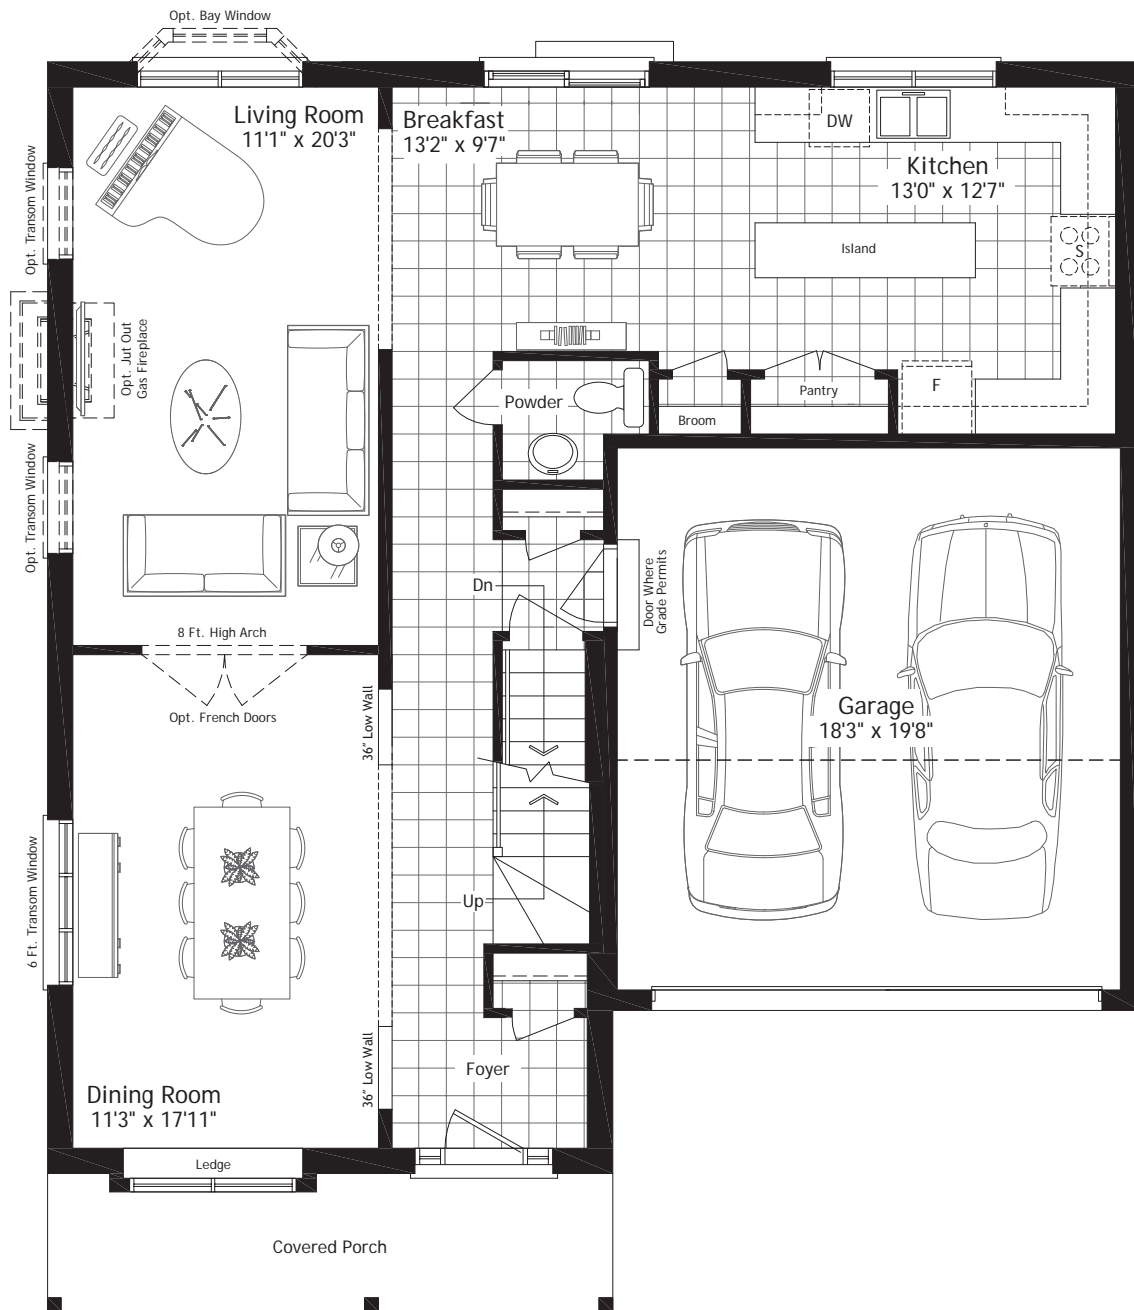 Opt. Bay Window
Living Room
11'1" x 20'3"
Breakfast
13'2" x 9'7"
DW
Kitchen
13'0" x 12'7"
Opt. Transom Window
Island
S
Opt. Jut Out
Gas Fireplace
Powder
Broom
Pantry
F
Opt. Transom Window
Dn
Door Where
Grade Permits
8 Ft. High Arch
Opt. French Doors
36" Low Wall
Garage
18'3" x 19'8"
6 Ft. Transom Window
Up
36" Low Wall
Foyer
Dining Room
11'3" x 17'11"
Ledge
Covered Porch